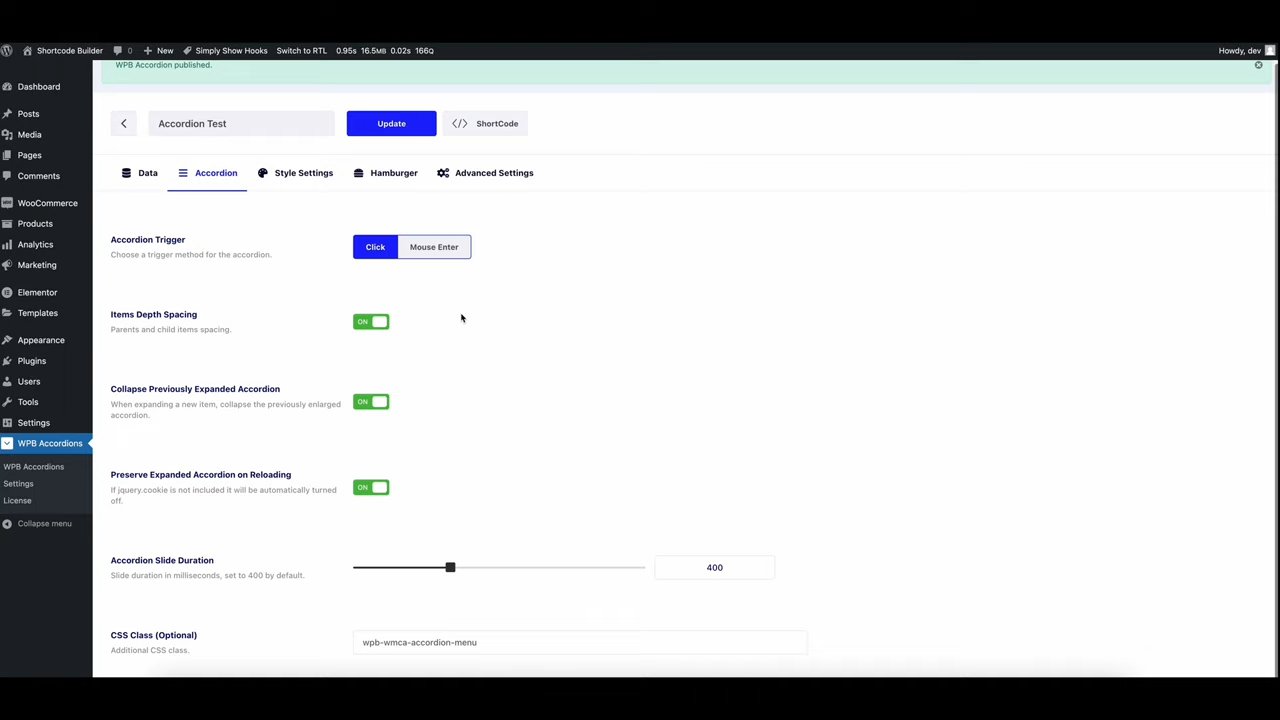 Shortcode Builder 0 New Simply Show Hooks Switch to RTL 0.95s 16.5MB 0.02s 166Q Howdy, dev
WPB Accordion published.
Dashboard
Posts
Media
Pages
Comments
WooCommerce
Products
Analytics
Marketing
Elementor
Templates
Appearance
Plugins
Users
Tools
Settings
WPB Accordions
WPB Accordions
Settings
License
Collapse menu
Accordion Test Update </> ShortCode
Data Accordion Style Settings Hamburger Advanced Settings
Accordion Trigger
Choose a trigger method for the accordion.
Click Mouse Enter
Items Depth Spacing
Parents and child items spacing.
ON
Collapse Previously Expanded Accordion
When expanding a new item, collapse the previously enlarged
accordion.
ON
Preserve Expanded Accordion on Reloading
If jquery.cookie is not included it will be automatically turned
off.
ON
Accordion Slide Duration
Slide duration in milliseconds, set to 400 by default.
400
CSS Class (Optional)
Additional CSS class.
wpb-wmca-accordion-menu